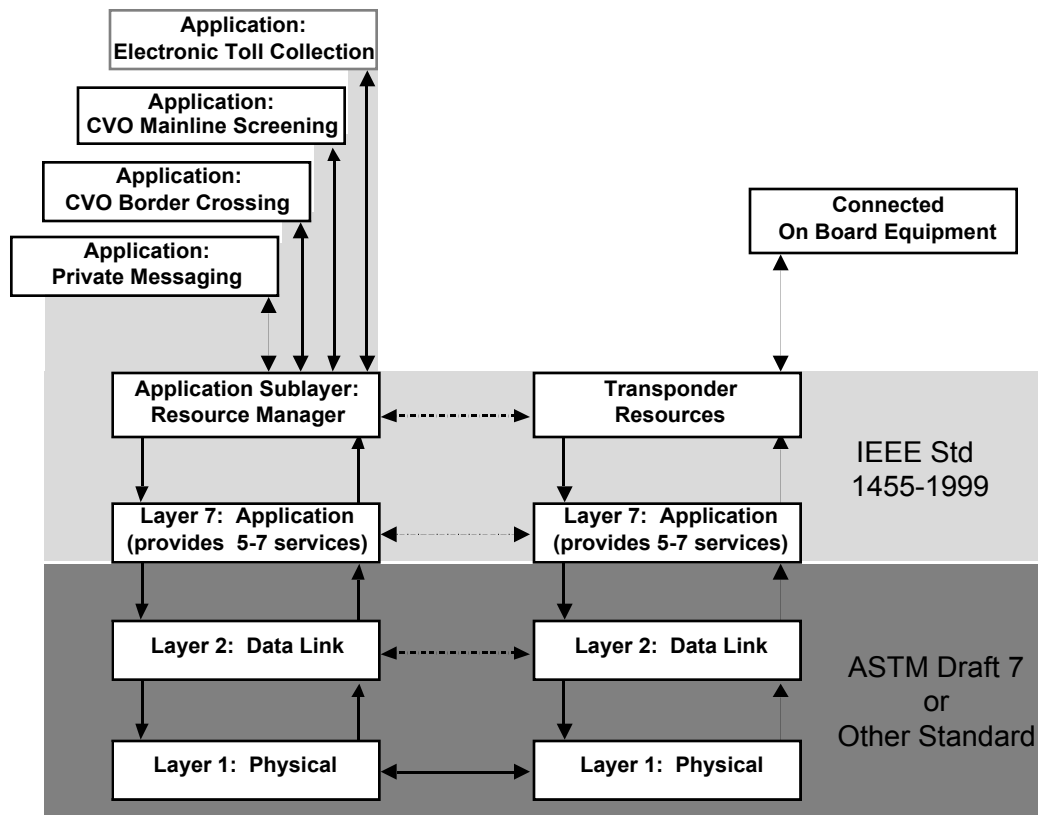 Application:
Electronic Toll Collection
Application:
CVO Mainline Screening
Application:
CVO Border Crossing
Application:
Private Messaging
Connected
On Board Equipment
Application Sublayer:
Resource Manager
Transponder
Resources
IEEE Std
1455-1999
Layer 7:  Application
(provides  5-7 services)
Layer 7:  Application
(provides 5-7 services)
Layer 2:  Data Link
Layer 2:  Data Link
ASTM Draft 7
or
Other Standard
Layer 1:  Physical
Layer 1:  Physical